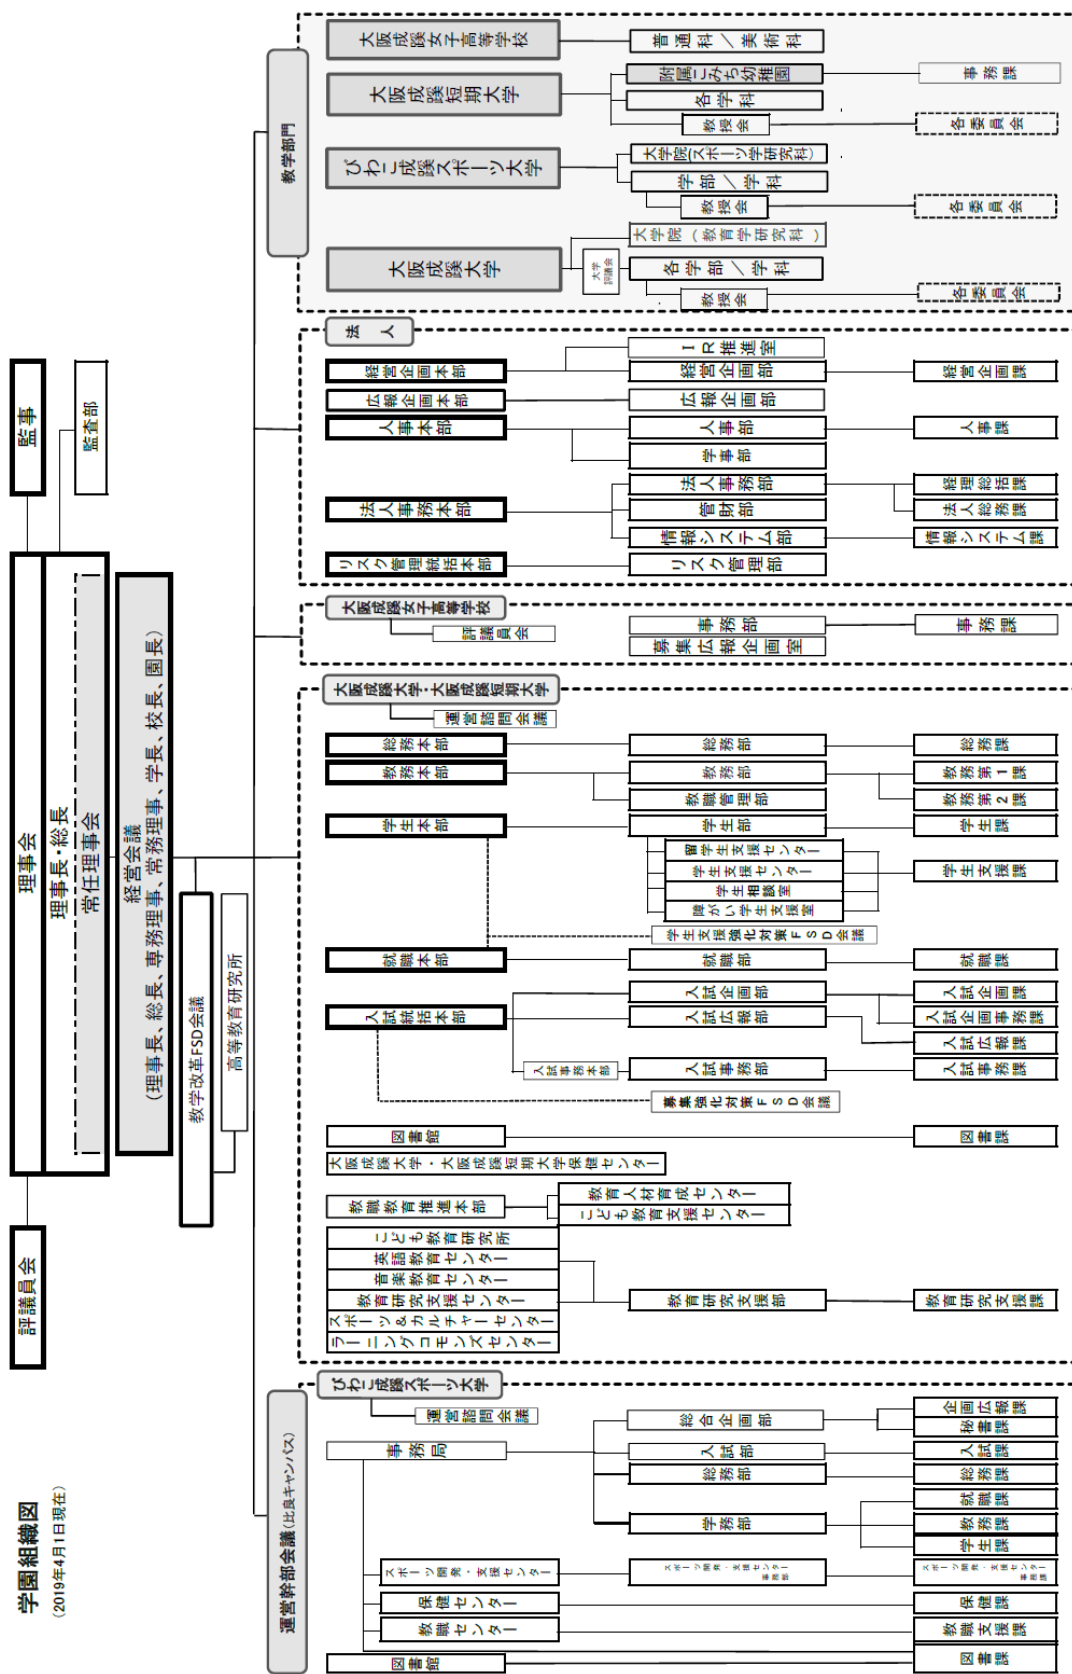 学園組織図
(2019年4月1日現在)
評議員会
理事会
理事長・総長
常任理事会
監事
監査部
経営会議
(理事長、総長、専務理事、常務理事、学長、校長、園長)
教学改革FSD会議
高等教育研究所
運営幹部会議(比良キャンパス)
びわこ成蹊スポーツ大学
運営諮問会議
事務局
総合企画部
企画広報課
秘書課
入試部
入試課
総務部
総務課
学務部
就職課
教務課
学生課
スポーツ開発・支援センター
スポーツ開発・支援センター
事務部
スポーツ開発・支援センター
事務課
保健センター
保健課
教職センター
教職支援課
図書館
図書課
大阪成蹊大学・大阪成蹊短期大学
運営諮問会議
総務本部
総務部
総務課
教務本部
教務部
教務第1課
教務第2課
教職管理部
学生本部
学生部
学生課
留学生支援センター
学生支援センター
学生相談室
障がい学生支援室
学生支援課
学生支援強化対策FSD会議
就職本部
就職部
就職課
入試統括本部
入試企画部
入試企画課
入試企画事務課
入試広報部
入試広報課
入試事務本部
入試事務部
入試事務課
募集強化対策FSD会議
図書館
図書課
大阪成蹊大学・大阪成蹊短期大学保健センター
教職教育推進本部
教育人材育成センター
こども教育支援センター
こども教育研究所
英語教育センター
音楽教育センター
教育研究支援センター
スポーツ&カルチャーセンター
ラーニングコモンズセンター
教育研究支援部
教育研究支援課
大阪成蹊女子高等学校
評議員会
事務部
事務課
募集広報企画室
法人
経営企画本部
IR推進室
経営企画部
経営企画課
広報企画本部
広報企画部
人事本部
人事部
人事課
学事部
法人事務本部
法人事務部
経理総括課
法人総務課
管財部
情報システム部
情報システム課
リスク管理統括本部
リスク管理部
教学部門
大阪成蹊女子高等学校
普通科/美術科
大阪成蹊短期大学
附属こみち幼稚園
事務課
各学科
教授会
各委員会
びわこ成蹊スポーツ大学
大学院(スポーツ学研究科)
学部/学科
教授会
各委員会
大阪成蹊大学
大学院(教育学研究科)
大学
評議会
各学部/学科
教授会
各委員会